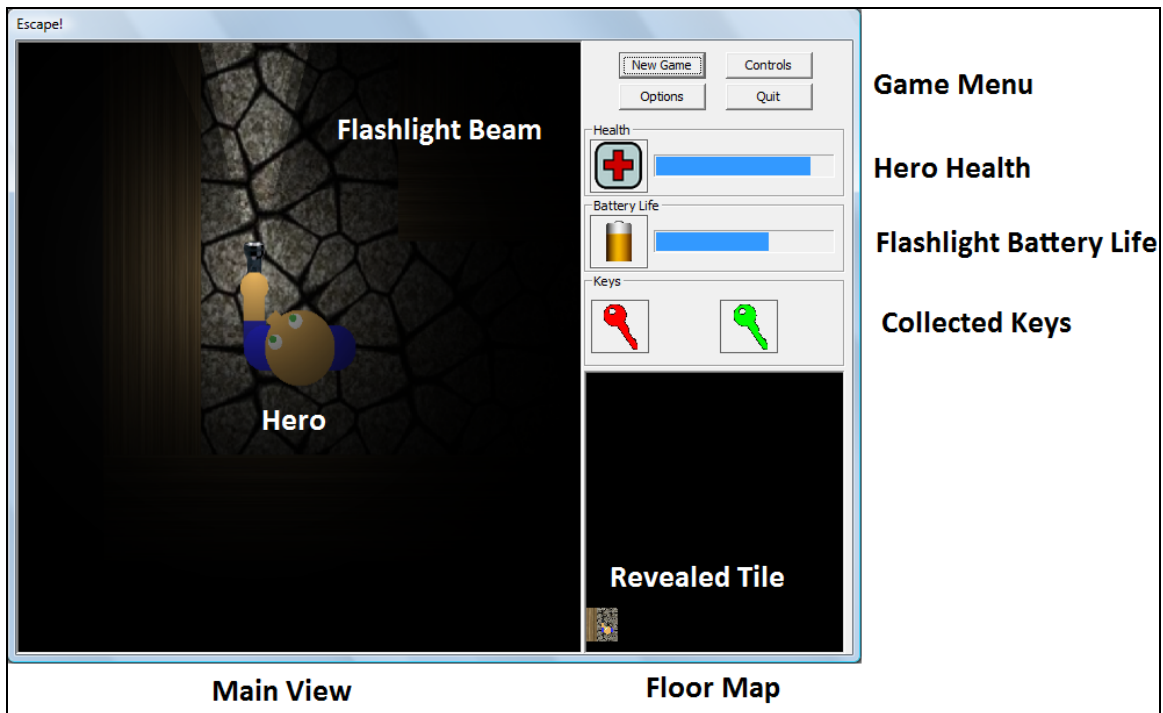 Escape!
New Game
Controls
Game Menu
Options
Quit
Flashlight Beam
Health
Hero Health
Battery Life
Flashlight Battery Life
Keys
Collected Keys
Hero
Revealed Tile
Main View
Floor Map